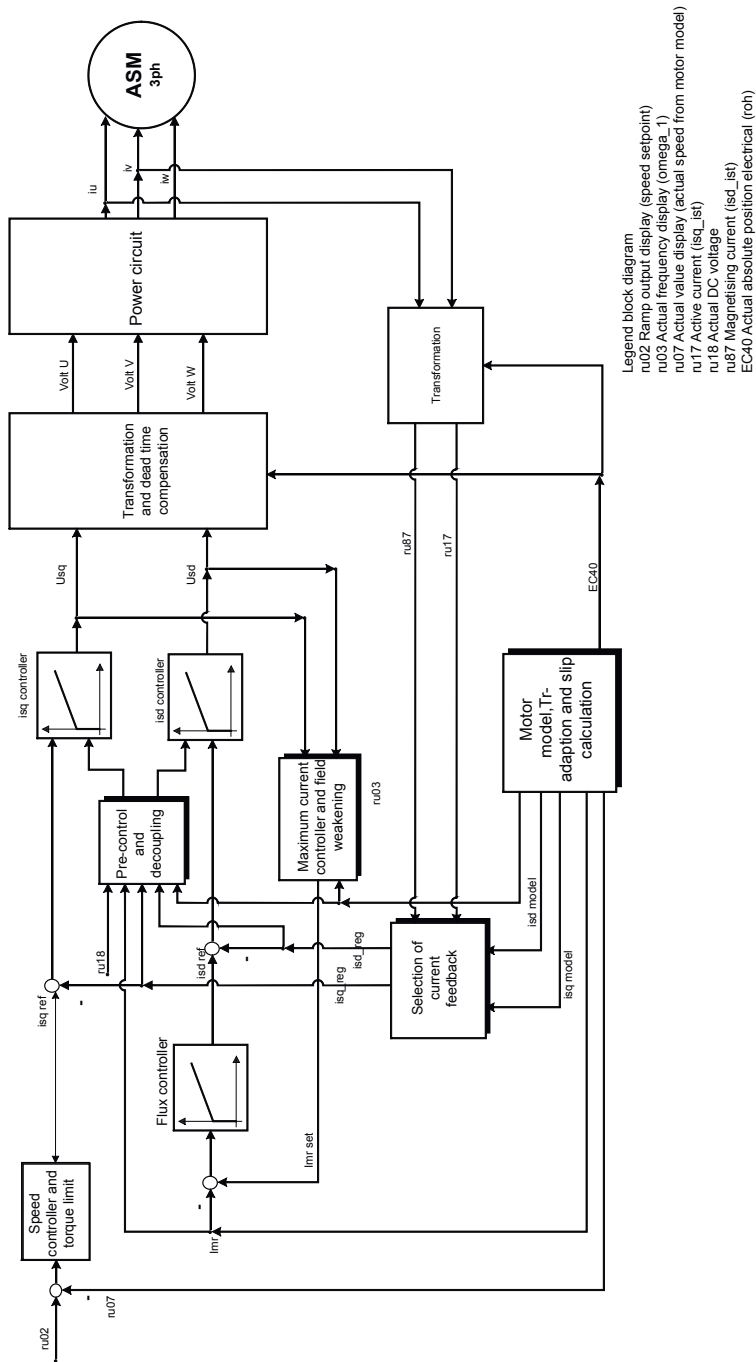 ru02
ru07
-
Speed
controller and
torque limit
isq ref
-
ru18
Imr
-
Flux controller
Imr set
isd ref
-
isq_reg
isd_reg
Pre-control
and
decoupling
isq controller
isd controller
Maximum current
controller and field
weakening
ru03
Selection of
current
feedback
isd model
isq model
Motor
model,Tr-
adaption and slip
calculation
EC40
ru87
ru17
Usq
Usd
Transformation
and dead time
compensation
Volt U
Volt V
Volt W
Power circuit
Transformation
iu
iv
iw
ASM
3ph
Legend block diagram
ru02 Ramp output display (speed setpoint)
ru03 Actual frequency display (omega_1)
ru07 Actual value display (actual speed from motor model)
ru17 Active current (isq_ist)
ru18 Actual DC voltage
ru87 Magnetising current (isd_ist)
EC40 Actual absolute position electrical (roh)